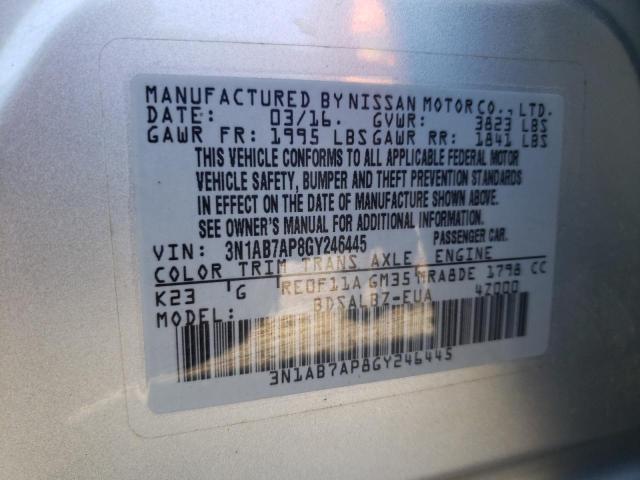 MANUFACTURED BY NISSAN MOTOR CO., LTD.
DATE: 03/16. GVWR: 3823 LBS
GAWR FR: 1995 LBS GAWR RR: 1841 LBS
THIS VEHICLE CONFORMS TO ALL APPLICABLE FEDERAL MOTOR
VEHICLE SAFETY, BUMPER AND THEFT PREVENTION STANDARDS
IN EFFECT ON THE DATE OF MANUFACTURE SHOWN ABOVE.
SEE OWNER'S MANUAL FOR ADDITIONAL INFORMATION.
VIN: 3N1AB7AP8GY246445 PASSENGER CAR.
COLOR TRIM TRANS AXLE ENGINE
K23 G RE0F11A GM35 MRA8DE 1798 CC
MODEL: BDSALBZ-EUA 42000
3N1AB7AP8GY246445